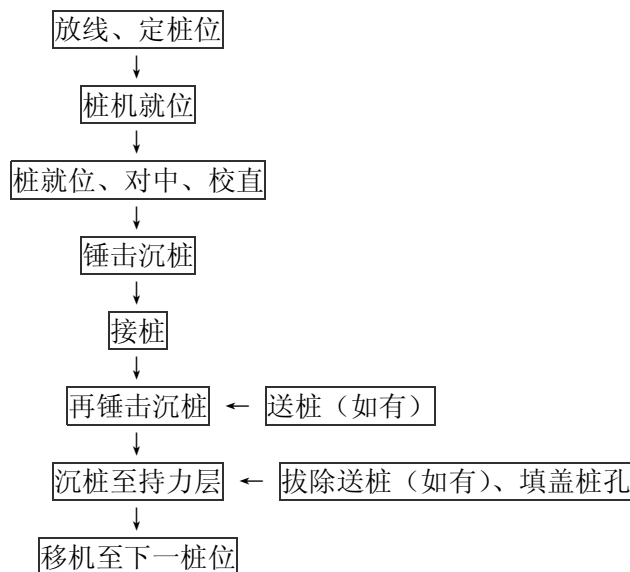 放线、定桩位
桩机就位
桩就位、对中、校直
锤击沉桩
接桩
再锤击沉桩 ← 送桩（如有）
沉桩至持力层 ← 拔除送桩（如有）、填盖桩孔
移机至下一桩位